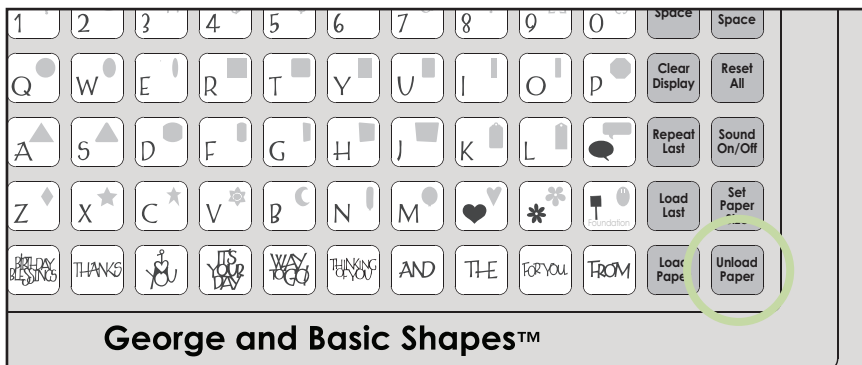 1 2 3 4 5 6 7 8 9 0 Space Space
Q W E R T Y U I O P Clear Display Reset All
A S D F G H J K L Repeat Last Sound On/Off
Z X C V B N M Foundation Load Last Set Paper Size
BIRTHDAY BLESSINGS THANKS YOU IT'S YOUR DAY WAY TO GO! THINKING OF YOU AND THE FOR YOU FROM Load Paper Unload Paper
George and Basic Shapes™